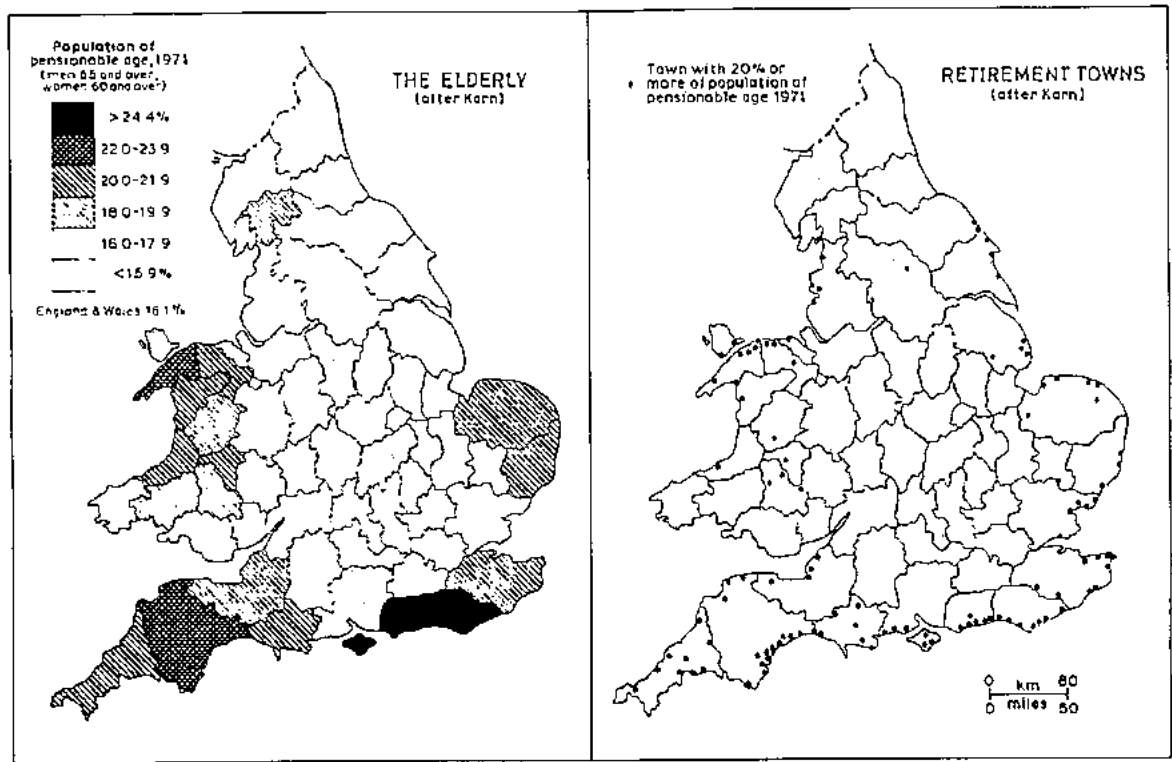 Population of
pensionable age, 1971
(men 65 and over,
women 60 and over)
>24.4%
22.0-23.9
20.0-21.9
18.0-19.9
16.0-17.9
<15.9%
England & Wales 16.1%
THE ELDERLY
(after Karn)
Town with 20% or
more of population of
pensionable age 1971
RETIREMENT TOWNS
(after Karn)
0 80
km
miles
0 50